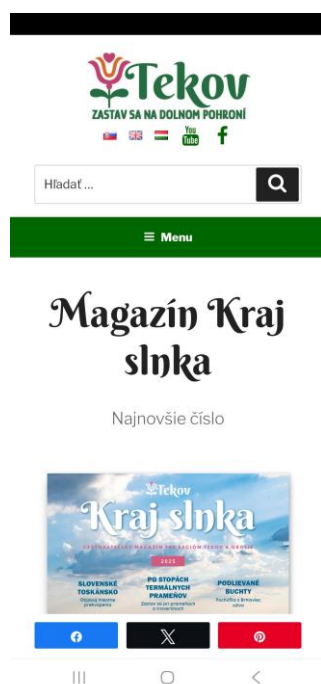 Tekov
ZASTAV SA NA DOLNOM POHRONÍ
You
Tube
f
Hľadať ...
Menu
Magazín Kraj
slnka
Najnovšie číslo
Tekov
Kraj slnka
2025
SLOVENSKÉ
TOSKÁNSKO
PO STOPÁCH
TERMÁLNYCH
PRAMEŇOV
PODLIEVANÉ
BUCHTY